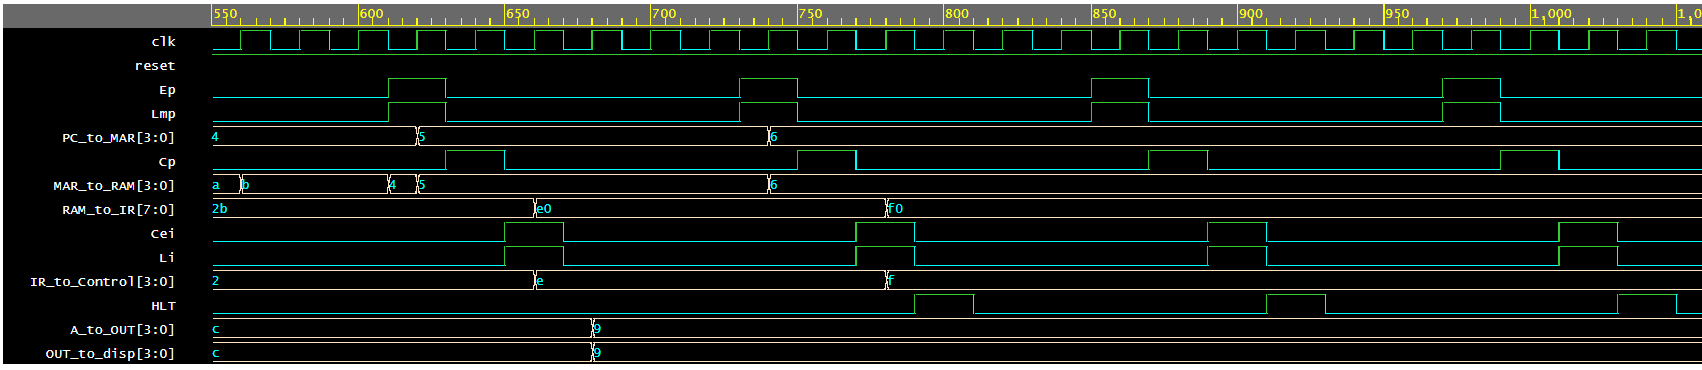 550 600 650 700 750 800 850 900 950 1,000 1,0
clk
reset
Ep
Lmp
PC_to_MAR[3:0] 4 5 6
Cp
MAR_to_RAM[3:0] a b 4 5 6
RAM_to_IR[7:0] 2b e0 f0
Cei
Li
IR_to_Control[3:0] 2 e f
HLT
A_to_OUT[3:0] c 9
OUT_to_disp[3:0] c 9